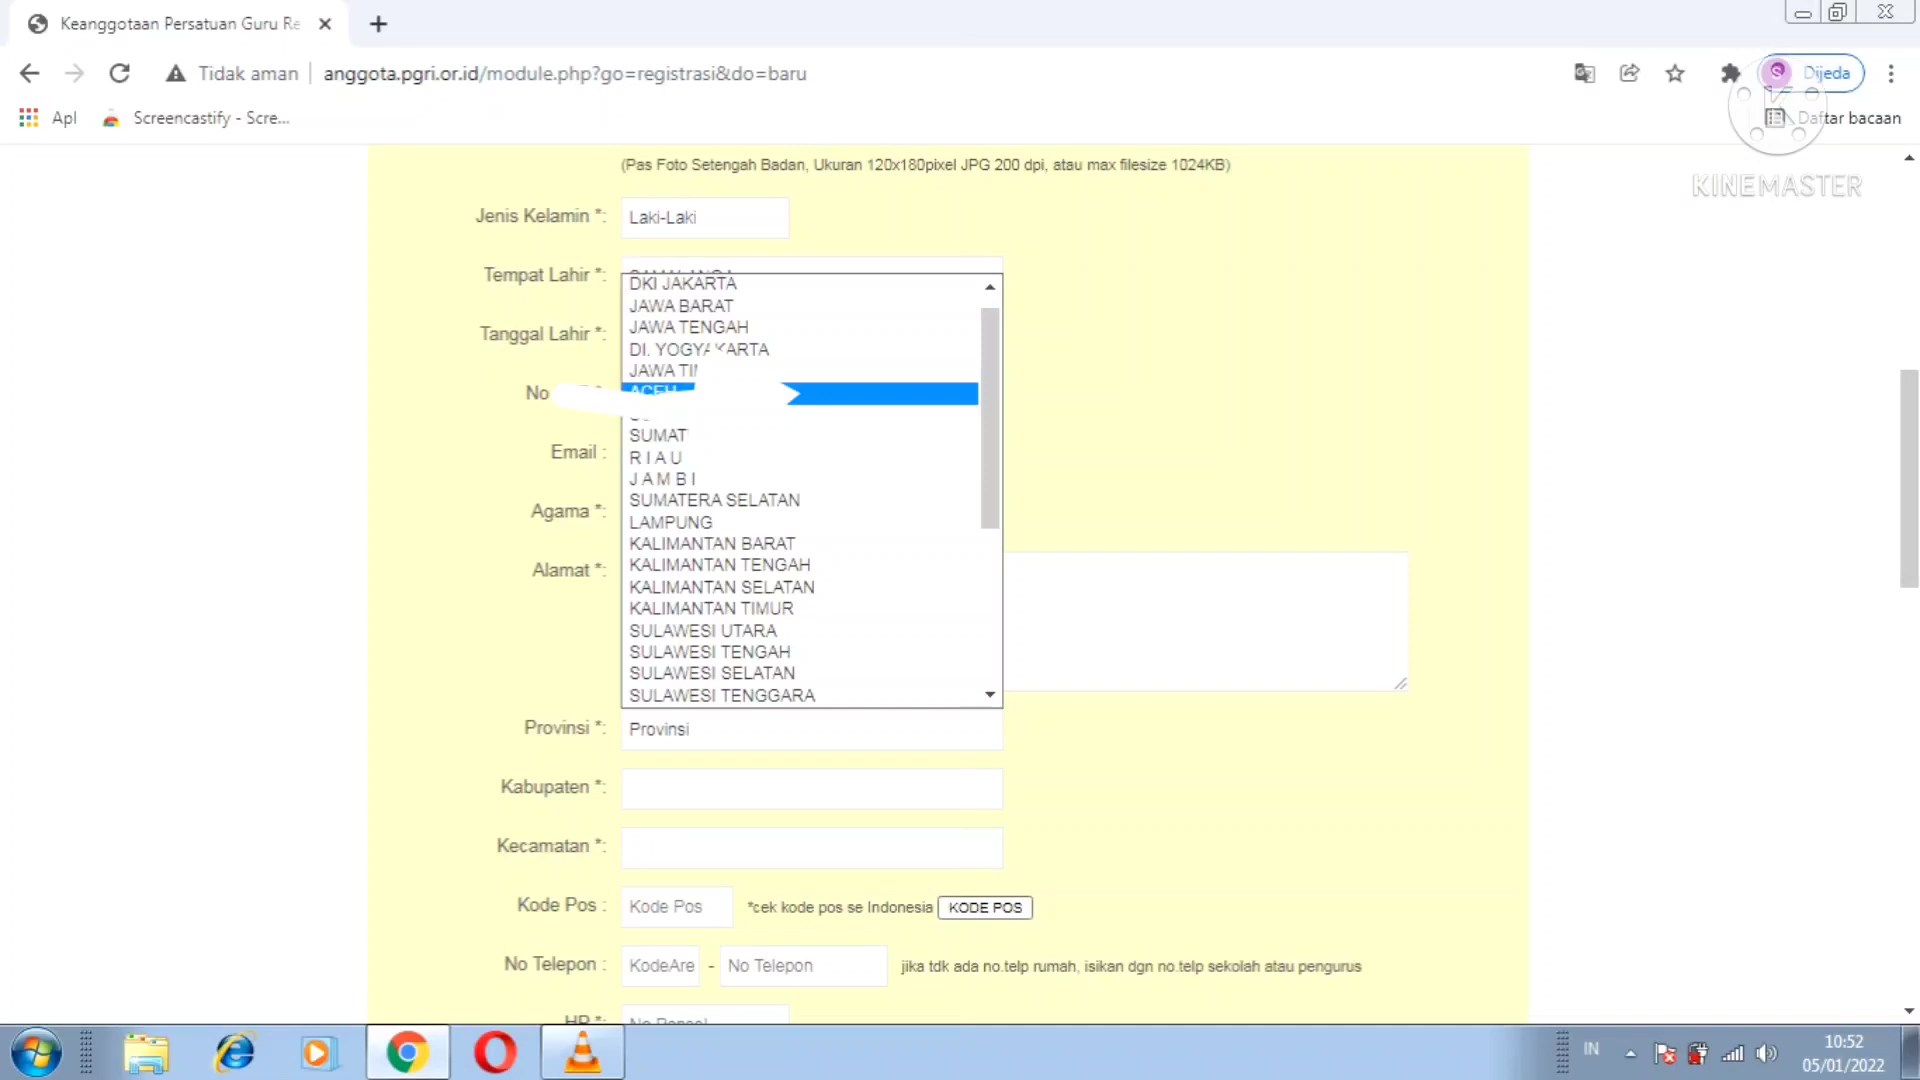 Keanggotaan Persatuan Guru Re
Tidak aman anggota.pgri.or.id/module.php?go=registrasi&do=baru
Dijeda
Apl Screencastify - Scre...
Daftar bacaan
KINEMASTER
(Pas Foto Setengah Badan, Ukuran 120x180pixel JPG 200 dpi, atau max filesize 1024KB)
Jenis Kelamin *: Laki-Laki
Tempat Lahir *:
DKI JAKARTA
JAWA BARAT
JAWA TENGAH
Tanggal Lahir *:
DI. YOGYAKARTA
JAWA TI
No
ACEH
SUMAT
Email :
R I A U
J A M B I
SUMATERA SELATAN
Agama *:
LAMPUNG
KALIMANTAN BARAT
KALIMANTAN TENGAH
Alamat *:
KALIMANTAN SELATAN
KALIMANTAN TIMUR
SULAWESI UTARA
SULAWESI TENGAH
SULAWESI SELATAN
SULAWESI TENGGARA
Provinsi *: Provinsi
Kabupaten *:
Kecamatan *:
Kode Pos : Kode Pos *cek kode pos se Indonesia KODE POS
No Telepon : KodeAre - No Telepon jika tdk ada no.telp rumah, isikan dgn no.telp sekolah atau pengurus
HP *: No Ponsel
IN
10:52
05/01/2022